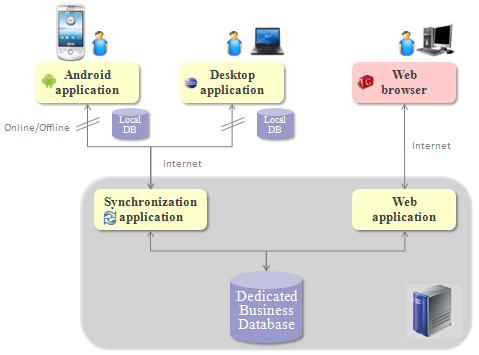 Android
application
Desktop
application
Web
browser
Local
DB
Local
DB
Online/Offline
Internet
Internet
Synchronization
application
Web
application
Dedicated
Business
Database